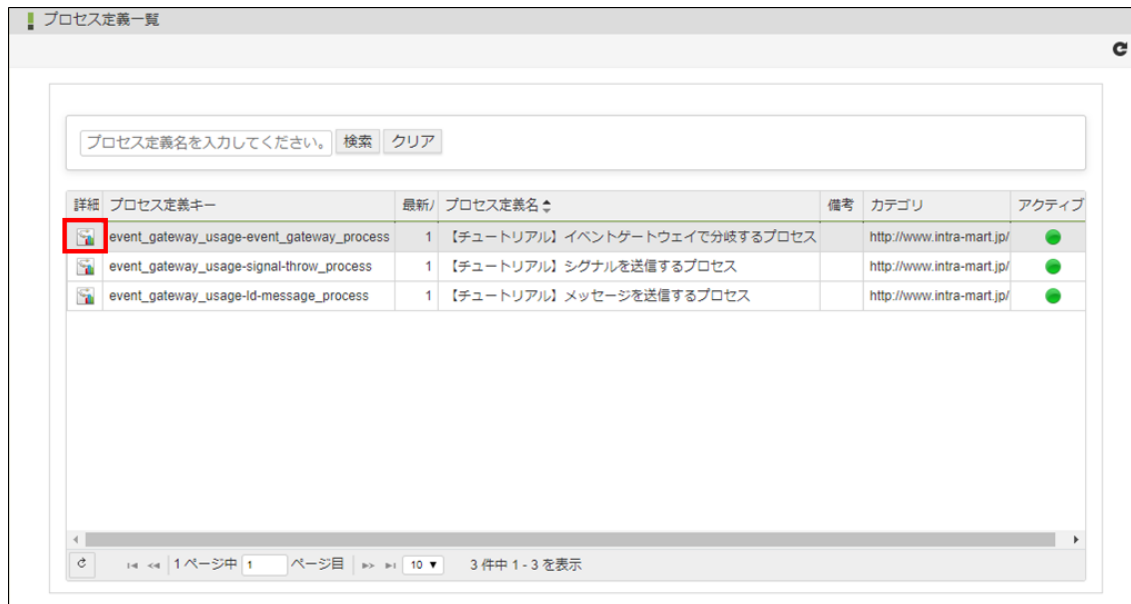 プロセス定義一覧
プロセス定義名を入力してください。 検索 クリア
詳細 プロセス定義キー 最新 プロセス定義名 備考 カテゴリ アクティブ
event_gateway_usage-event_gateway_process 1 【チュートリアル】イベントゲートウェイで分岐するプロセス http://www.intra-mart.jp/
event_gateway_usage-signal-throw_process 1 【チュートリアル】シグナルを送信するプロセス http://www.intra-mart.jp/
event_gateway_usage-ld-message_process 1 【チュートリアル】メッセージを送信するプロセス http://www.intra-mart.jp/
1 ページ中 1 ページ目 10 3 件中 1 - 3 を表示